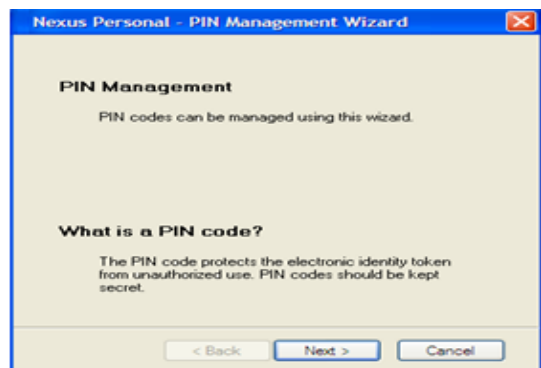 Nexus Personal - PIN Management Wizard
PIN Management
PIN codes can be managed using this wizard.
What is a PIN code?
The PIN code protects the electronic identity token
from unauthorized use. PIN codes should be kept
secret.
< Back Next > Cancel